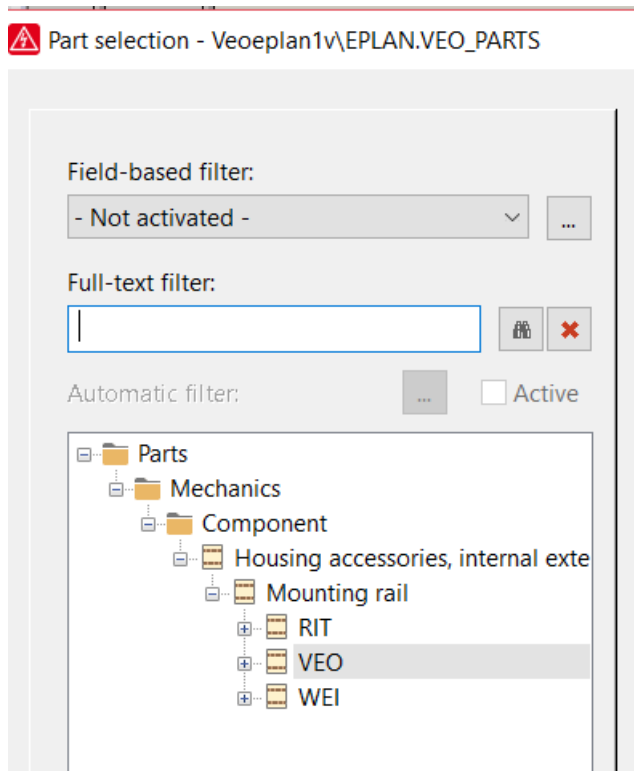 Part selection - Veoeplan1v\EPLAN.VEO_PARTS
Field-based filter:
- Not activated -
...
Full-text filter:
Automatic filter:
...
Active
Parts
Mechanics
Component
Housing accessories, internal exte
Mounting rail
RIT
VEO
WEI